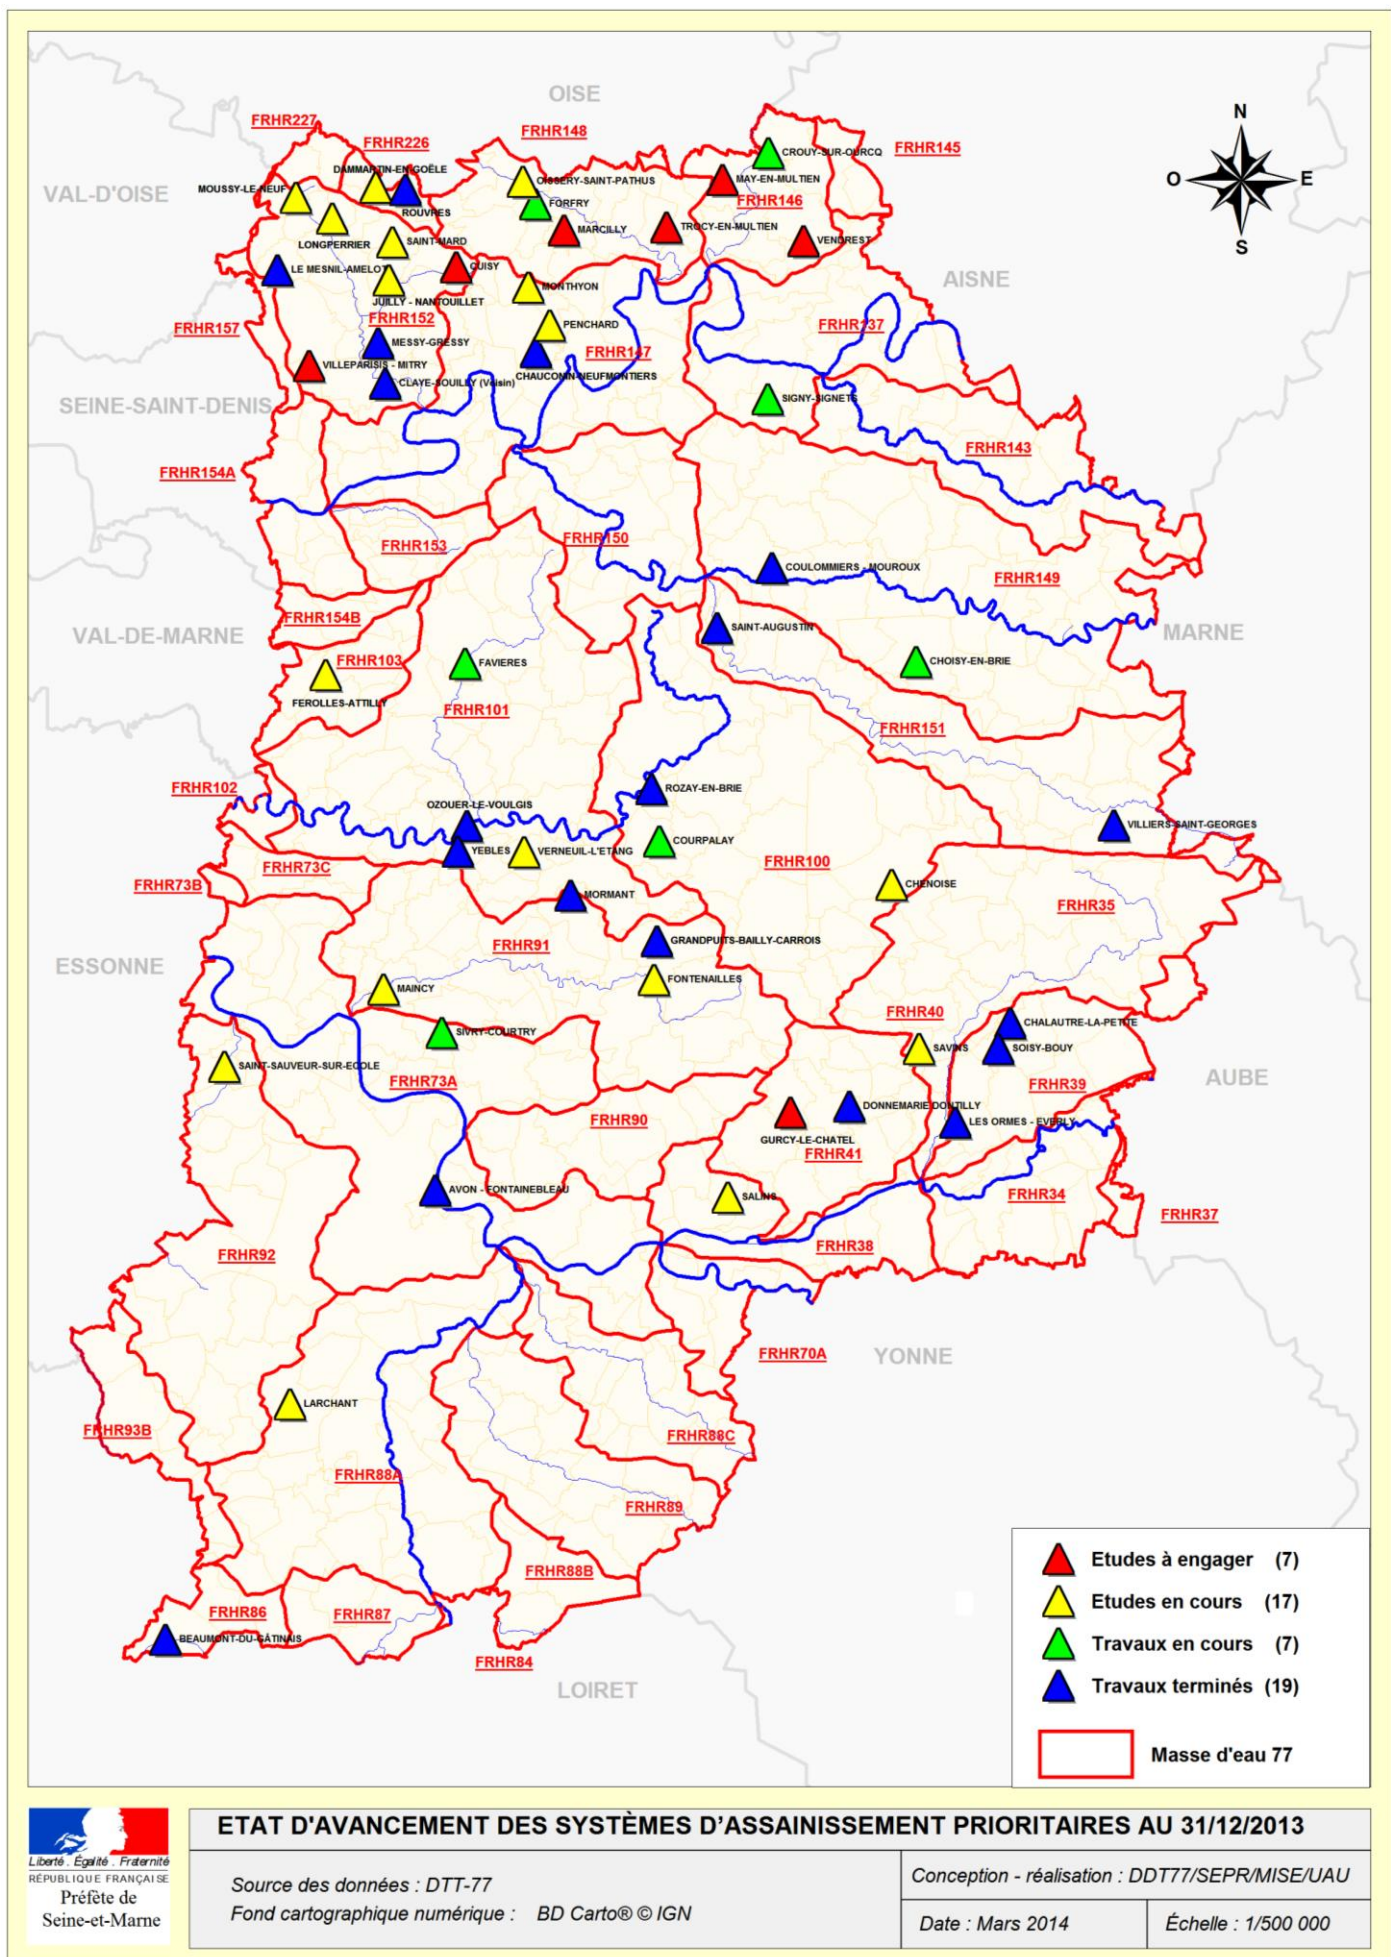 N
O
E
S
OISE
VAL-D'OISE
AISNE
SEINE-SAINT-DENIS
VAL-DE-MARNE
MARNE
ESSONNE
AUBE
YONNE
LOIRET
FRHR227
FRHR226
FRHR148
FRHR145
CROUY-SUR-OURCQ
DAMMARTIN-EN-GOËLE
OISSERY-SAINT-PATHUS
MAY-EN-MULTIEN
MOUSSY-LE-NEUF
FRHR146
ROUVRES
FORFRY
MARCILLY
TROCY-EN-MULTIEN
VENDREST
LONGPERRIER
SAINT-MARD
LE MESNIL-AMELOT
CUISY
JUILLY - NANTOUILLET
MONTHYON
FRHR157
FRHR152
PENCHARD
FRHR137
MESSY-GRESSY
FRHR147
VILLEPARISIS - MITRY
CHAUCONIN-NEUFMONTIERS
CLAYE-SOUILLY (Voisin)
SIGNY-SIGNETS
FRHR143
FRHR154A
FRHR153
FRHR150
COULOMMIERS - MOUROUX
FRHR149
FRHR154B
SAINT-AUGUSTIN
FRHR103
FAVIERES
CHOISY-EN-BRIE
FEROLLES-ATTILLY
FRHR101
FRHR151
FRHR102
ROZAY-EN-BRIE
OZOUER-LE-VOULGIS
VILLIERS-SAINT-GEORGES
COURPALAY
YEBLES
VERNEUIL-L'ETANG
FRHR100
FRHR73C
FRHR73B
CHENOISE
MORMANT
FRHR35
GRANDPUITS-BAILLY-CARROIS
FRHR91
FONTENAILLES
MAINCY
FRHR40
CHALAUTRE-LA-PETITE
SIVRY-COURTRY
SAVINS
SOISY-BOUY
SAINT-SAUVEUR-SUR-ECOLE
FRHR73A
FRHR39
DONNEMARIE DONTILLY
FRHR90
LES ORMES - EVERLY
GURCY-LE-CHATEL
FRHR41
AVON - FONTAINEBLEAU
SALINS
FRHR34
FRHR37
FRHR38
FRHR92
FRHR70A
LARCHANT
FRHR93B
FRHR88C
FRHR88A
FRHR89
FRHR88B
FRHR86
FRHR87
BEAUMONT-DU-GÂTINAIS
FRHR84
Etudes à engager (7)
Etudes en cours (17)
Travaux en cours (7)
Travaux terminés (19)
Masse d'eau 77
Liberté . Égalité . Fraternité
RÉPUBLIQUE FRANÇAISE
Préfète de
Seine-et-Marne
ETAT D'AVANCEMENT DES SYSTÈMES D'ASSAINISSEMENT PRIORITAIRES AU 31/12/2013
Source des données : DTT-77
Fond cartographique numérique : BD Carto® © IGN
Conception - réalisation : DDT77/SEPR/MISE/UAU
Date : Mars 2014
Échelle : 1/500 000